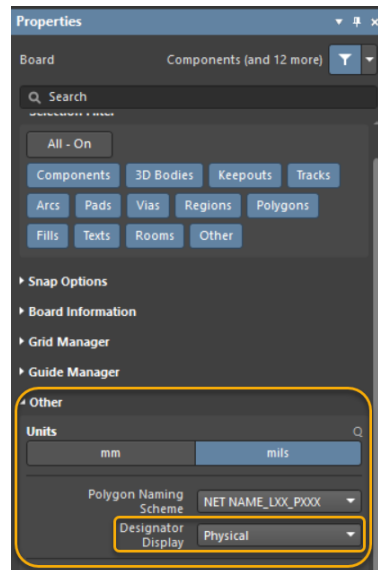 Properties
Board Components (and 12 more)
Search
Selection Filter
All - On
Components 3D Bodies Keepouts Tracks
Arcs Pads Vias Regions Polygons
Fills Texts Rooms Other
Snap Options
Board Information
Grid Manager
Guide Manager
Other
Units
mm mils
Polygon Naming
Scheme
NET NAME_LXX_PXXX
Designator
Display
Physical